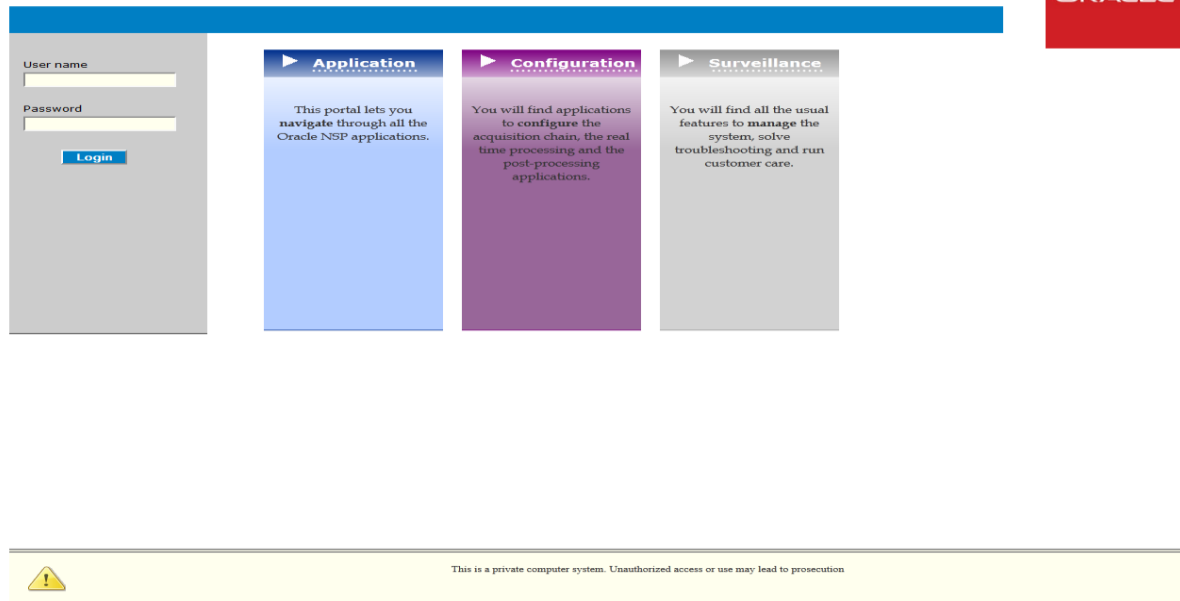 User name
Password
Login
Application
This portal lets you
navigate through all the
Oracle NSP applications.
Configuration
You will find applications
to configure the
acquisition chain, the real
time processing and the
post-processing
applications.
Surveillance
You will find all the usual
features to manage the
system, solve
troubleshooting and run
customer care.
This is a private computer system. Unauthorized access or use may lead to prosecution